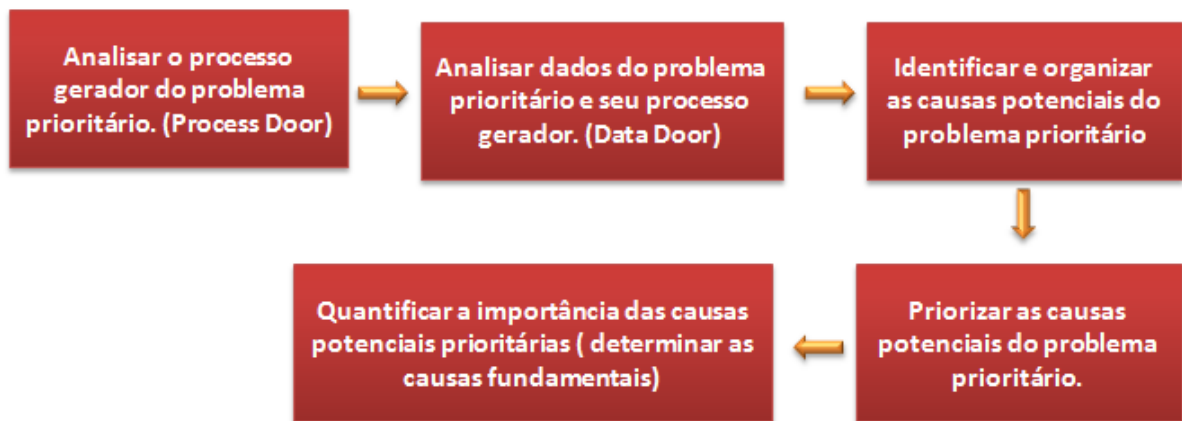 Analisar o processo
gerador do problema
prioritário. (Process Door)
Analisar dados do problema
prioritário e seu processo
gerador. (Data Door)
Identificar e organizar
as causas potenciais do
problema prioritário
Priorizar as causas
potenciais do problema
prioritário.
Quantificar a importância das causas
potenciais prioritárias ( determinar as
causas fundamentais)